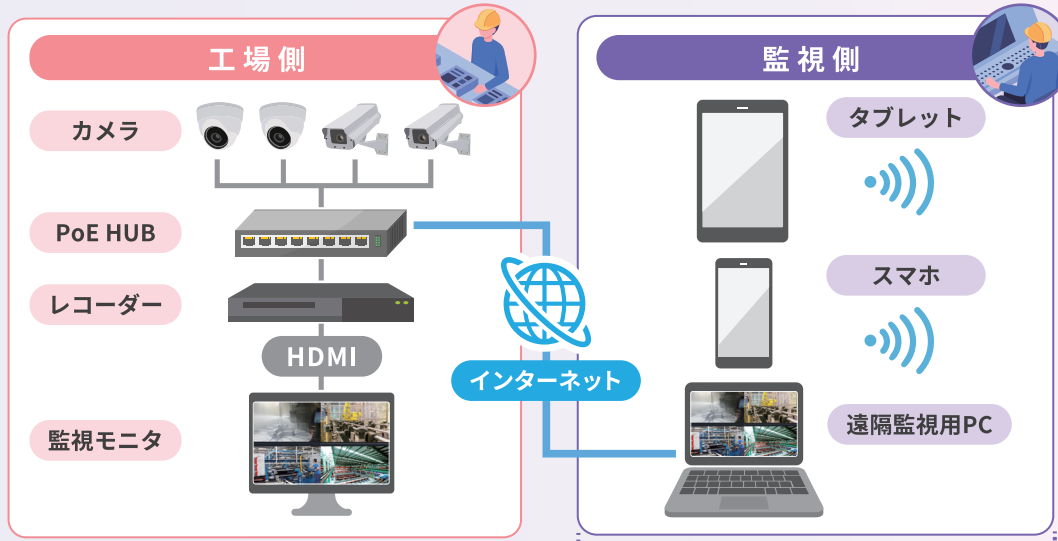 工場側
カメラ
PoE HUB
レコーダー
HDMI
監視モニタ
インターネット
監視側
タブレット
スマホ
遠隔監視用PC